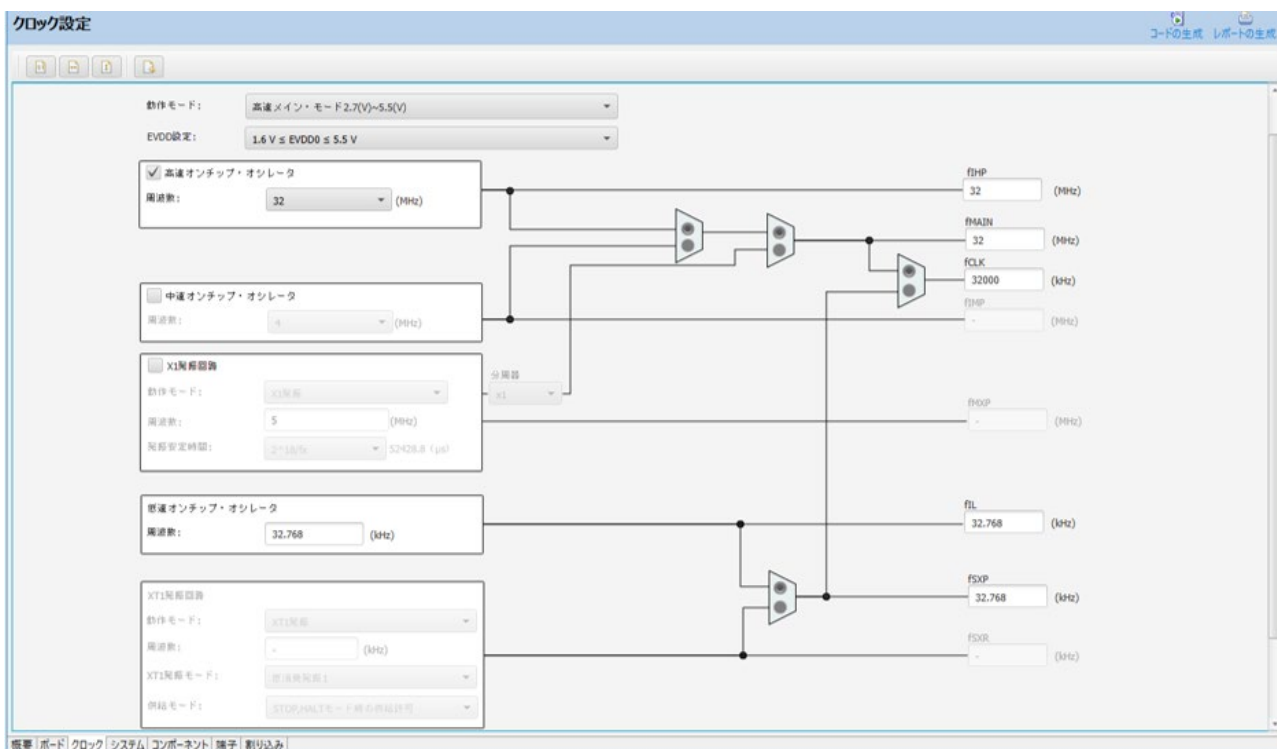 クロック設定
コードの生成 レポートの生成
動作モード: 高速メイン・モード2.7(V)~5.5(V)
EVDD設定: 1.6 V ≤ EVDD0 ≤ 5.5 V
高速オンチップ・オシレータ
周波数: 32 (MHz)
fIHP
32 (MHz)
fMAIN
32 (MHz)
fCLK
32000 (kHz)
中速オンチップ・オシレータ
周波数: 4 (MHz)
fIMP
- (MHz)
X1発振回路
動作モード: X1発振
分周器
x1
周波数: 5 (MHz)
fMXP
- (MHz)
発振安定時間: 2^18/fx 52428.8 (μs)
低速オンチップ・オシレータ
周波数: 32.768 (kHz)
fIL
32.768 (kHz)
XT1発振回路
動作モード: XT1発振
fSXP
32.768 (kHz)
周波数: - (kHz)
fSXR
- (kHz)
XT1発振モード: 低消費発振1
供給モード: STOP,HALTモード時の供給許可
概要 ボード クロック システム コンポーネント 端子 割り込み